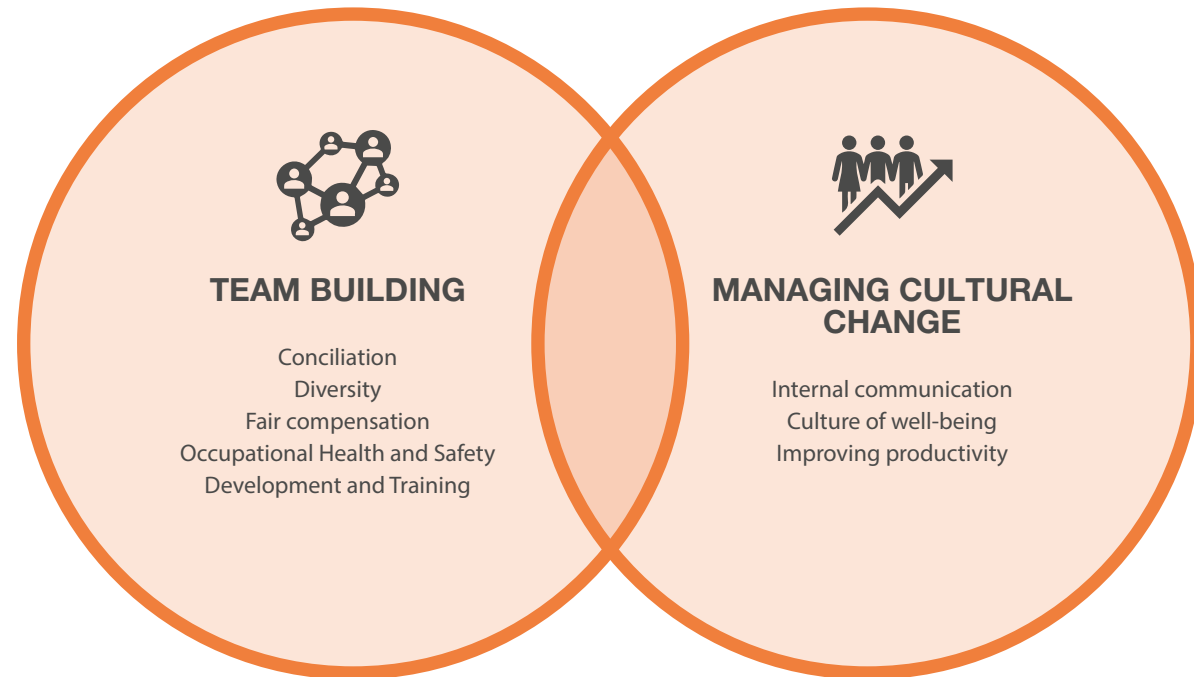 TEAM BUILDING
Conciliation
Diversity
Fair compensation
Occupational Health and Safety
Development and Training
MANAGING CULTURAL
CHANGE
Internal communication
Culture of well-being
Improving productivity